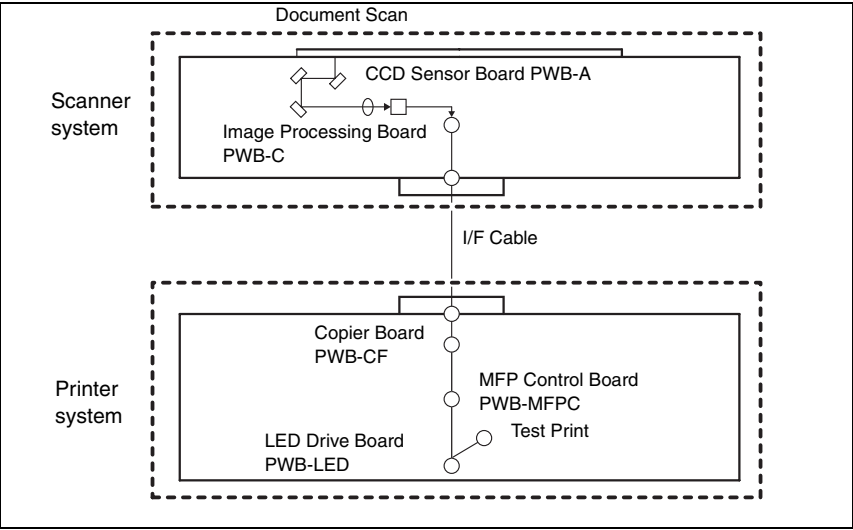 Document Scan
Scanner
system
CCD Sensor Board PWB-A
Image Processing Board
PWB-C
I/F Cable
Copier Board
PWB-CF
Printer
system
MFP Control Board
PWB-MFPC
Test Print
LED Drive Board
PWB-LED